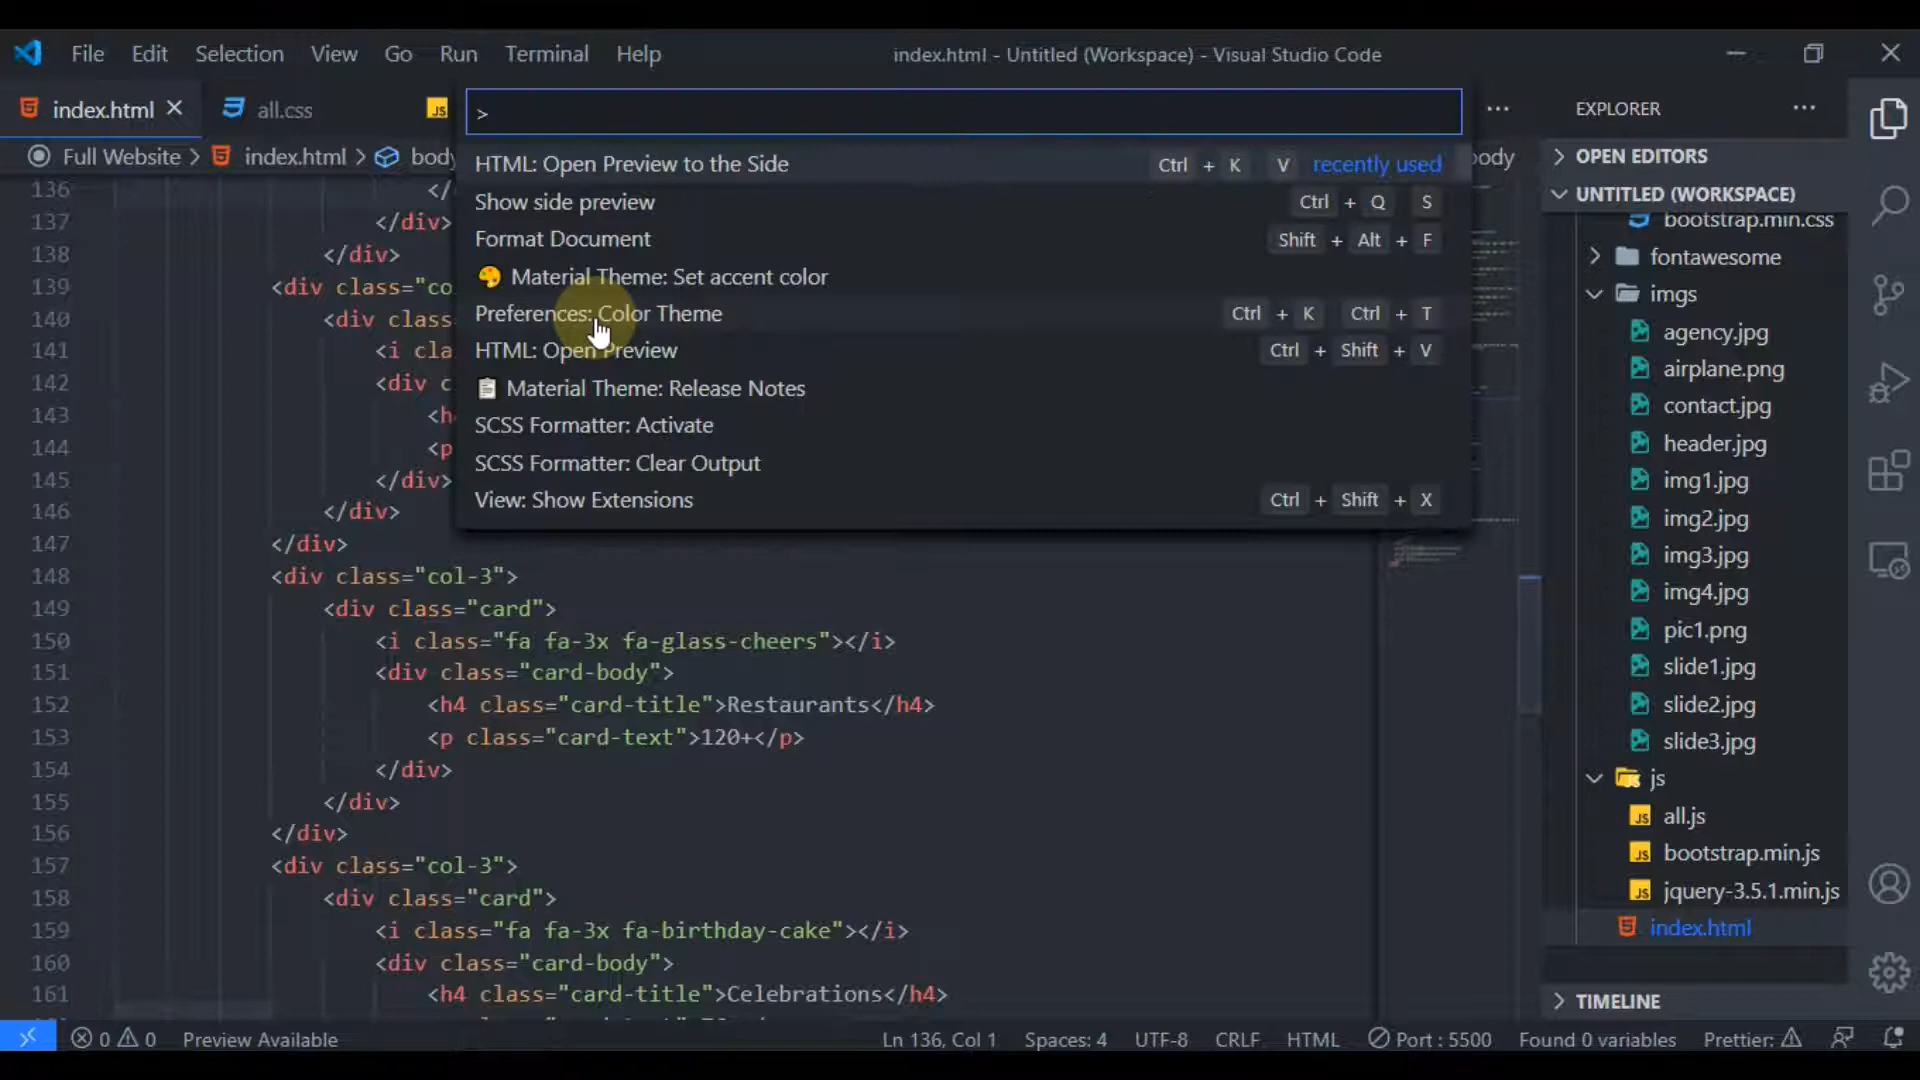 File Edit Selection View Go Run Terminal Help index.html - Untitled (Workspace) - Visual Studio Code
index.html all.css JS
>
EXPLORER
Full Website > index.html > body
body
HTML: Open Preview to the Side Ctrl + K V recently used
Show side preview Ctrl + Q S
Format Document Shift + Alt + F
Material Theme: Set accent color
Preferences: Color Theme Ctrl + K Ctrl + T
HTML: Open Preview Ctrl + Shift + V
Material Theme: Release Notes
SCSS Formatter: Activate
SCSS Formatter: Clear Output
View: Show Extensions Ctrl + Shift + X
136 </
137 </div>
138 </div>
139 <div class="co
140 <div class
141 <i cla
142 <div c
143 <h
144 <p
145 </div>
146 </div>
147 </div>
148 <div class="col-3">
149 <div class="card">
150 <i class="fa fa-3x fa-glass-cheers"></i>
151 <div class="card-body">
152 <h4 class="card-title">Restaurants</h4>
153 <p class="card-text">120+</p>
154 </div>
155 </div>
156 </div>
157 <div class="col-3">
158 <div class="card">
159 <i class="fa fa-3x fa-birthday-cake"></i>
160 <div class="card-body">
161 <h4 class="card-title">Celebrations</h4>
OPEN EDITORS
UNTITLED (WORKSPACE)
bootstrap.min.css
fontawesome
imgs
agency.jpg
airplane.png
contact.jpg
header.jpg
img1.jpg
img2.jpg
img3.jpg
img4.jpg
pic1.png
slide1.jpg
slide2.jpg
slide3.jpg
js
JS all.js
JS bootstrap.min.js
JS jquery-3.5.1.min.js
index.html
TIMELINE
0 0 Preview Available Ln 136, Col 1 Spaces: 4 UTF-8 CRLF HTML Port : 5500 Found 0 variables Prettier: